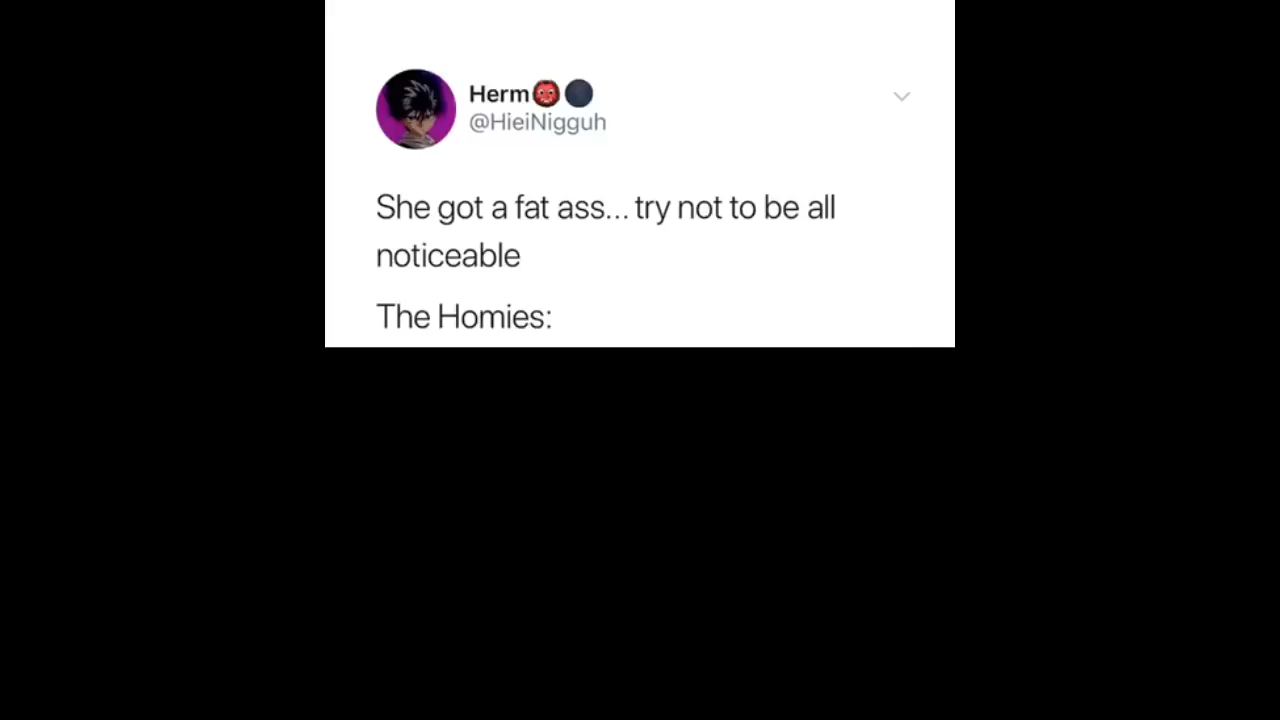 Herm👹🌑
@HieiNigguh
She got a fat ass... try not to be all
noticeable
The Homies: